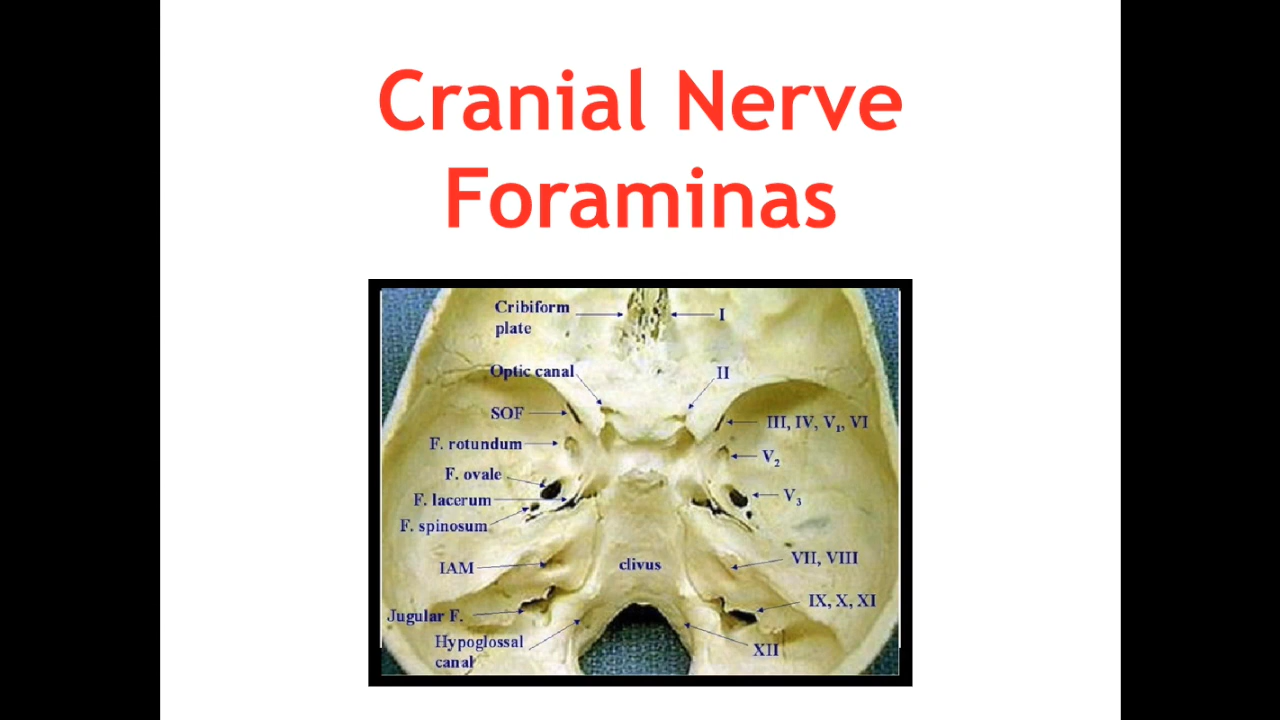 Cranial Nerve
Foraminas
Cribiform
plate
I
Optic canal
II
SOF
III, IV, V₁, VI
F. rotundum
V₂
F. ovale
F. lacerum
V₃
F. spinosum
IAM
clivus
VII, VIII
Jugular F.
IX, X, XI
Hypoglossal
canal
XII